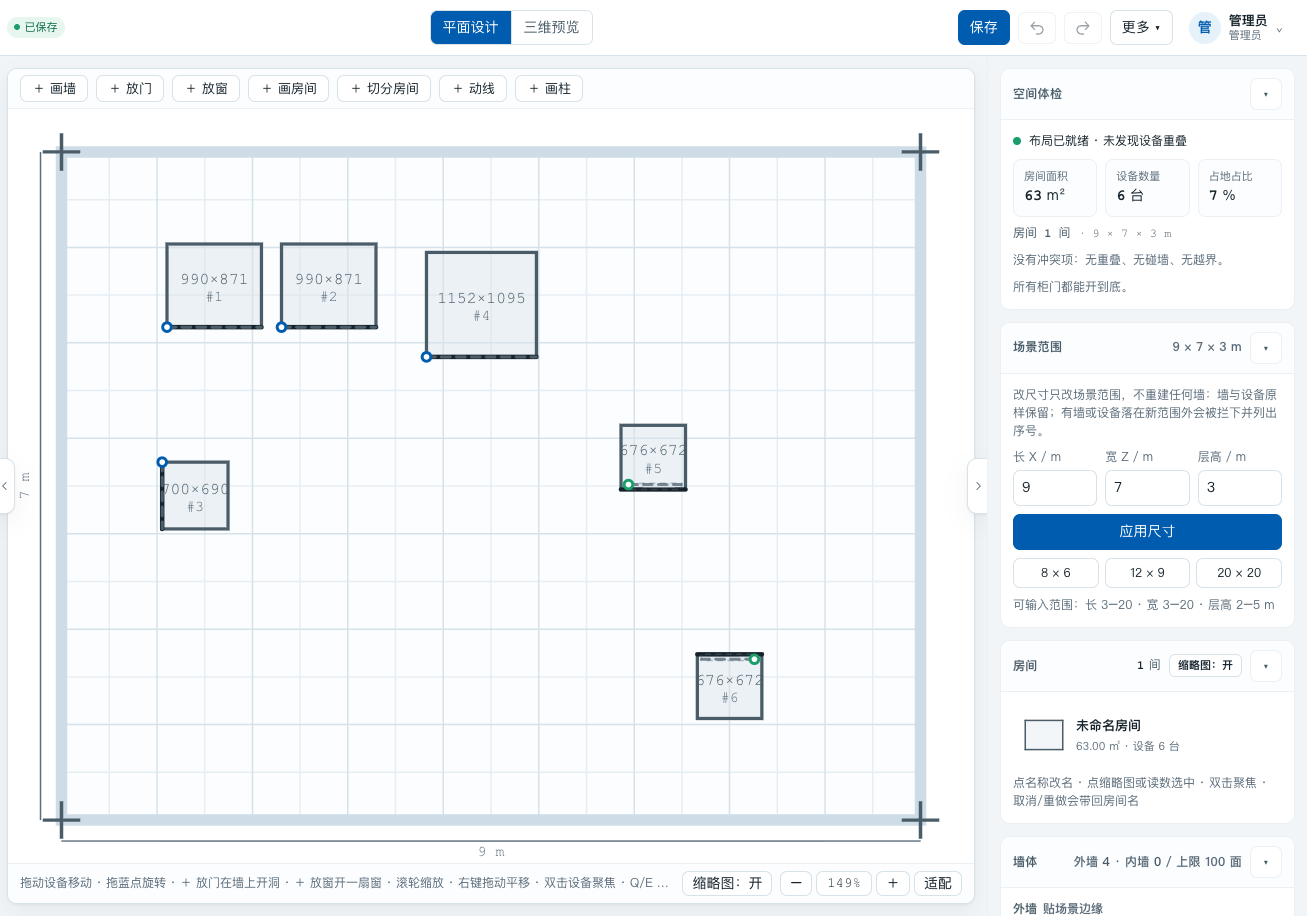 已保存
平面设计
三维预览
保存
更多
管
管理员
管理员
+ 画墙
+ 放门
+ 放窗
+ 画房间
+ 切分房间
+ 动线
+ 画柱
990×871
#1
990×871
#2
1152×1095
#4
676×672
#5
700×690
#3
676×672
#6
7 m
9 m
拖动设备移动 · 拖蓝点旋转 · + 放门在墙上开洞 · + 放窗开一扇窗 · 滚轮缩放 · 右键拖动平移 · 双击设备聚焦 · Q/E ...
缩略图: 开
−
149%
+
适配
空间体检
布局已就绪 · 未发现设备重叠
房间面积
63 m²
设备数量
6 台
占地占比
7 %
房间 1 间 · 9 × 7 × 3 m
没有冲突项: 无重叠、无碰墙、无越界。
所有柜门都能开到底。
场景范围
9 × 7 × 3 m
改尺寸只改场景范围, 不重建任何墙: 墙与设备原
样保留; 有墙或设备落在新范围外会被拦下并列出
序号。
长 X / m
宽 Z / m
层高 / m
9
7
3
应用尺寸
8 × 6
12 × 9
20 × 20
可输入范围: 长 3—20 · 宽 3—20 · 层高 2—5 m
房间
1 间
缩略图: 开
未命名房间
63.00 ㎡ · 设备 6 台
点名称改名 · 点缩略图或读数选中 · 双击聚焦 ·
取消/重做会带回房间名
墙体
外墙 4 · 内墙 0 / 上限 100 面
外墙 贴场景边缘